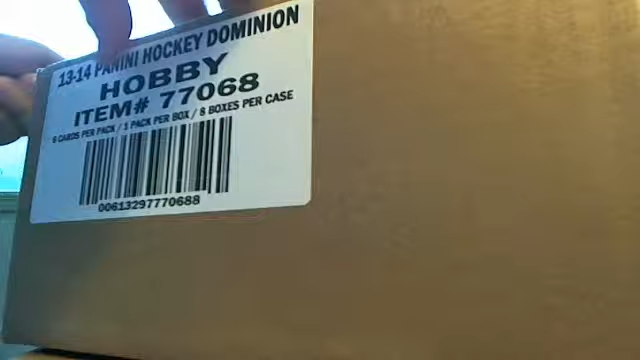 13-14 PANINI HOCKEY DOMINION
HOBBY
ITEM# 77068
6 CARDS PER PACK / 1 PACK PER BOX / 8 BOXES PER CASE
00613297770688